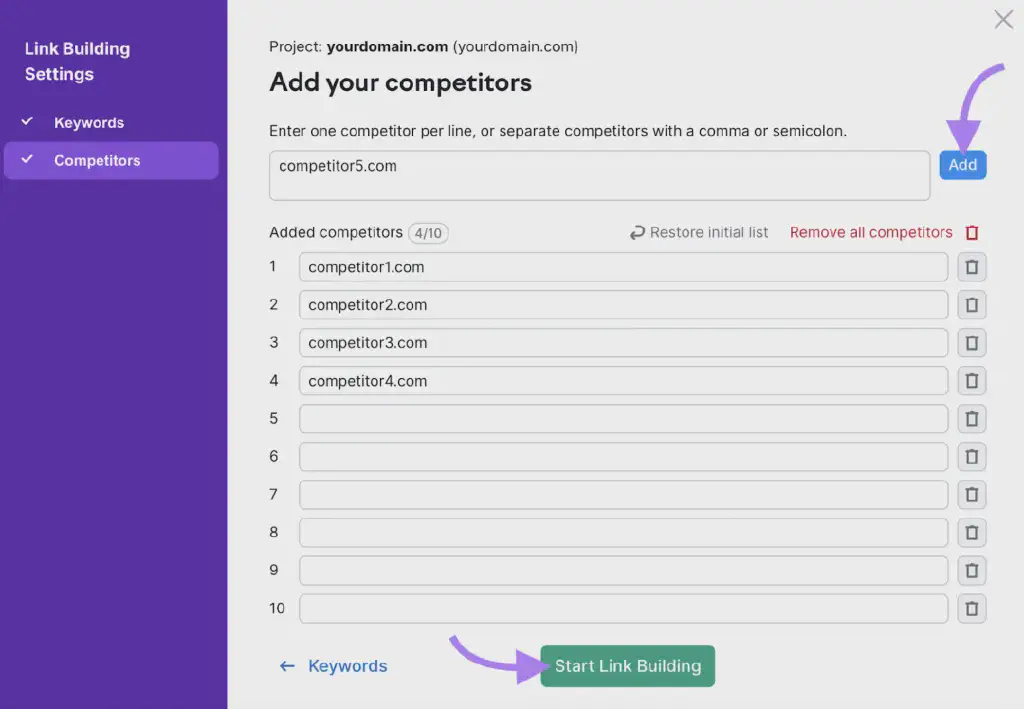 Link Building
Settings
Keywords
Competitors
Project: yourdomain.com (yourdomain.com)
Add your competitors
Enter one competitor per line, or separate competitors with a comma or semicolon.
competitor5.com
Add
Added competitors 4/10
Restore initial list
Remove all competitors
1 competitor1.com
2 competitor2.com
3 competitor3.com
4 competitor4.com
5
6
7
8
9
10
← Keywords
Start Link Building